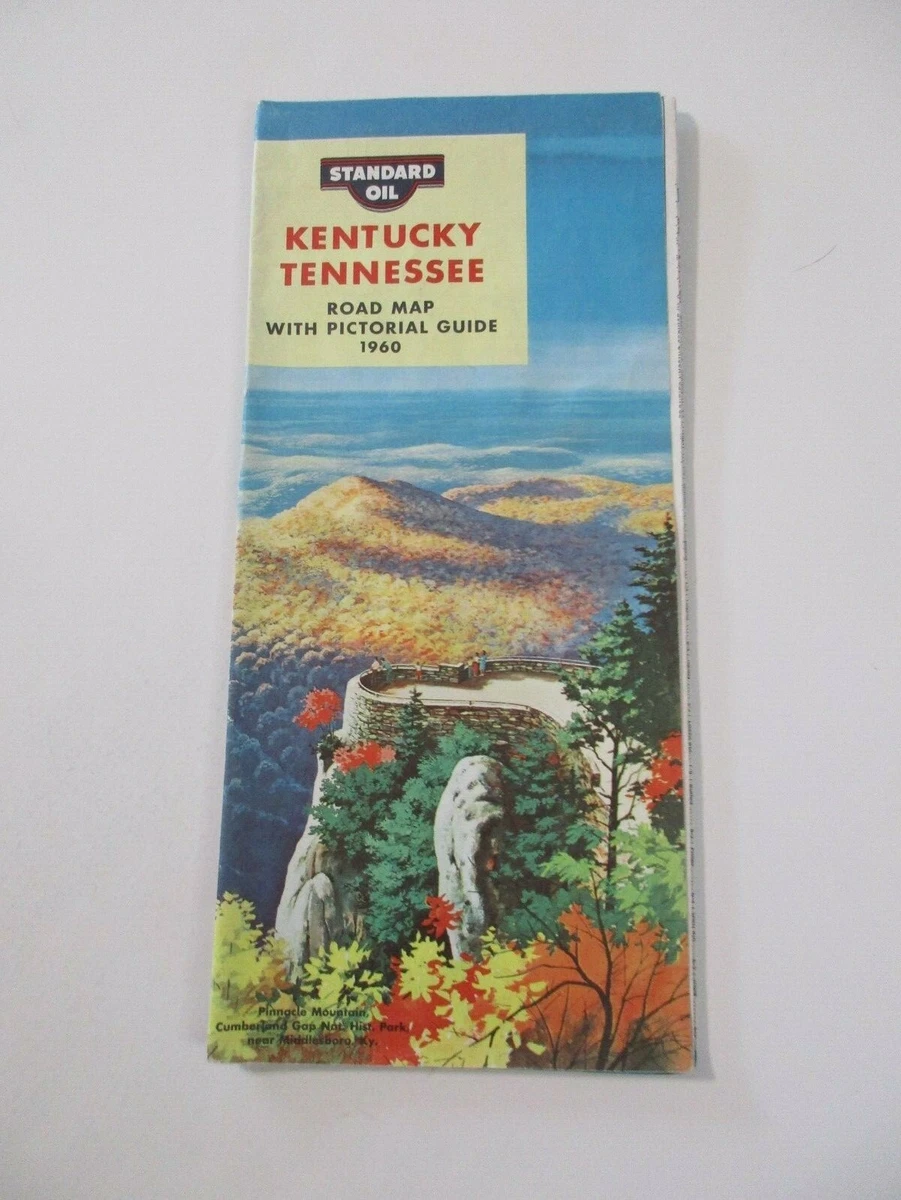 STANDARD
OIL
KENTUCKY
TENNESSEE
ROAD MAP
WITH PICTORIAL GUIDE
1960
Pinnacle Mountain,
Cumberland Gap Nat. Hist. Park,
near Middlesboro, Ky.